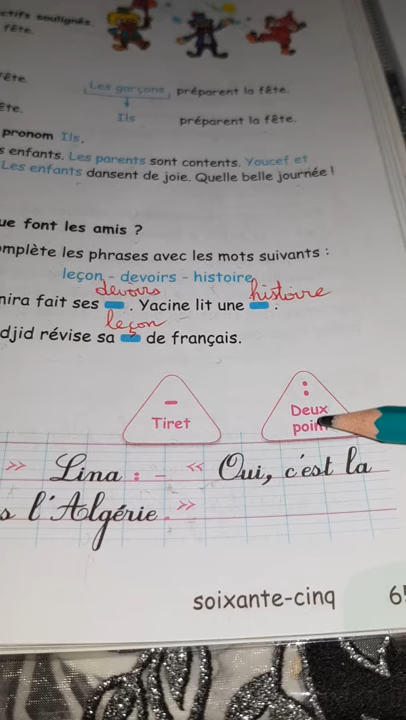 ctifs soulignés.
fête.
fête.
Les garçons préparent la fête.
ête.
Ils préparent la fête.
pronom Ils.
s enfants. Les parents sont contents. Youcef et
Les enfants dansent de joie. Quelle belle journée !
ue font les amis ?
omplète les phrases avec les mots suivants :
leçon - devoirs - histoire
devoirs histoire
nira fait ses . Yacine lit une .
leçon
djid révise sa de français.
-
Tiret
:
Deux
poin
>> Lina : - << Oui, c'est la
s l'Algérie. >>
soixante-cinq 65